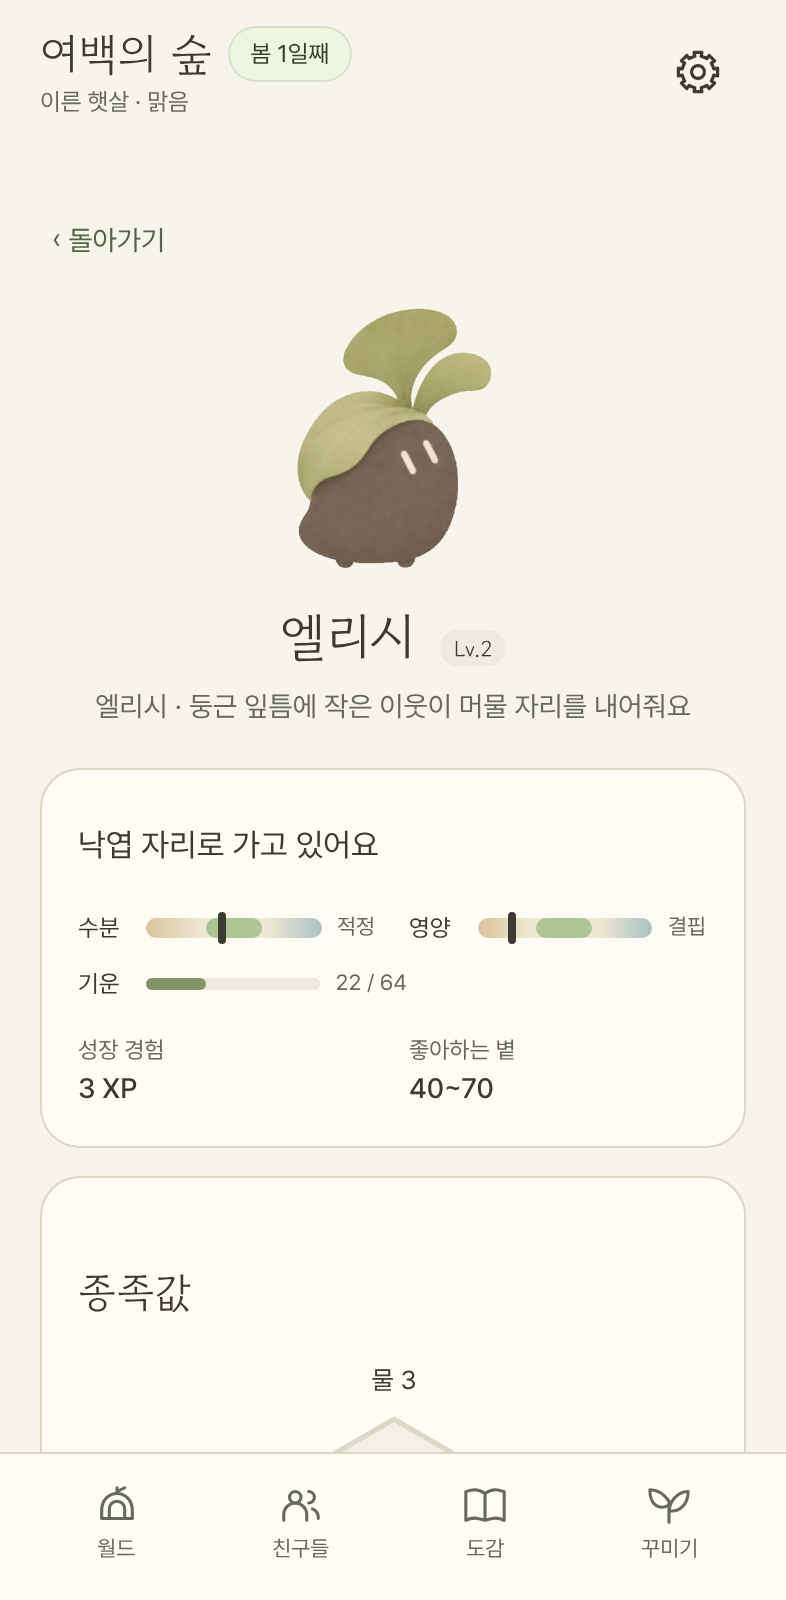 여백의 숲
봄 1일째
이른 햇살 · 맑음
‹ 돌아가기
엘리시 Lv.2
엘리시 · 둥근 잎틈에 작은 이웃이 머물 자리를 내어줘요
낙엽 자리로 가고 있어요
수분 적정 영양 결핍
기운 22 / 64
성장 경험 좋아하는 볕
3 XP 40~70
종족값
물 3
월드 친구들 도감 꾸미기